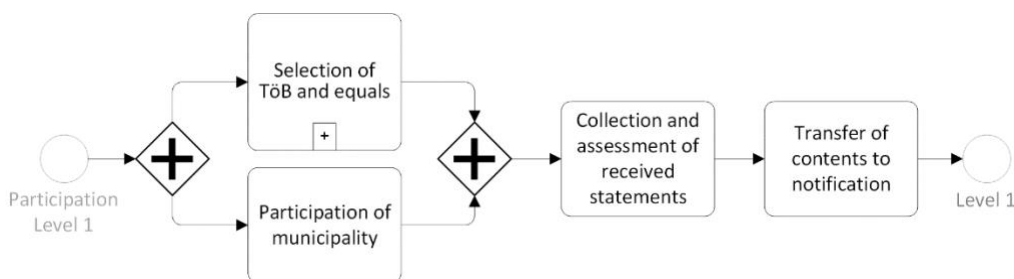 Selection of
TöB and equals
+
Participation
Level 1
Participation of
municipality
Collection and
assessment of
received
statements
Transfer of
contents to
notification
Level 1